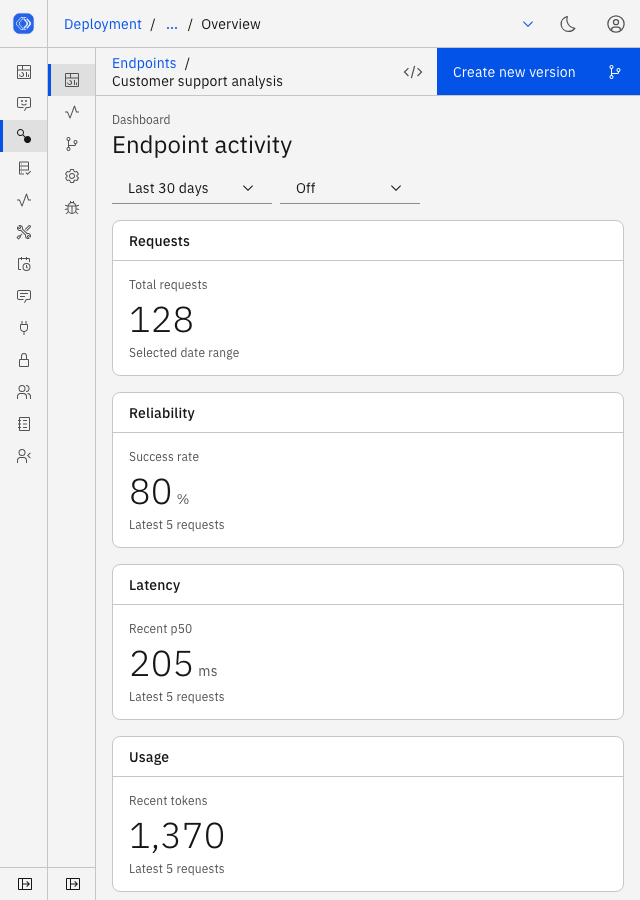 Deployment / ... / Overview
Endpoints /
Customer support analysis
Create new version
Dashboard
Endpoint activity
Last 30 days
Off
Requests
Total requests
128
Selected date range
Reliability
Success rate
80 %
Latest 5 requests
Latency
Recent p50
205 ms
Latest 5 requests
Usage
Recent tokens
1,370
Latest 5 requests